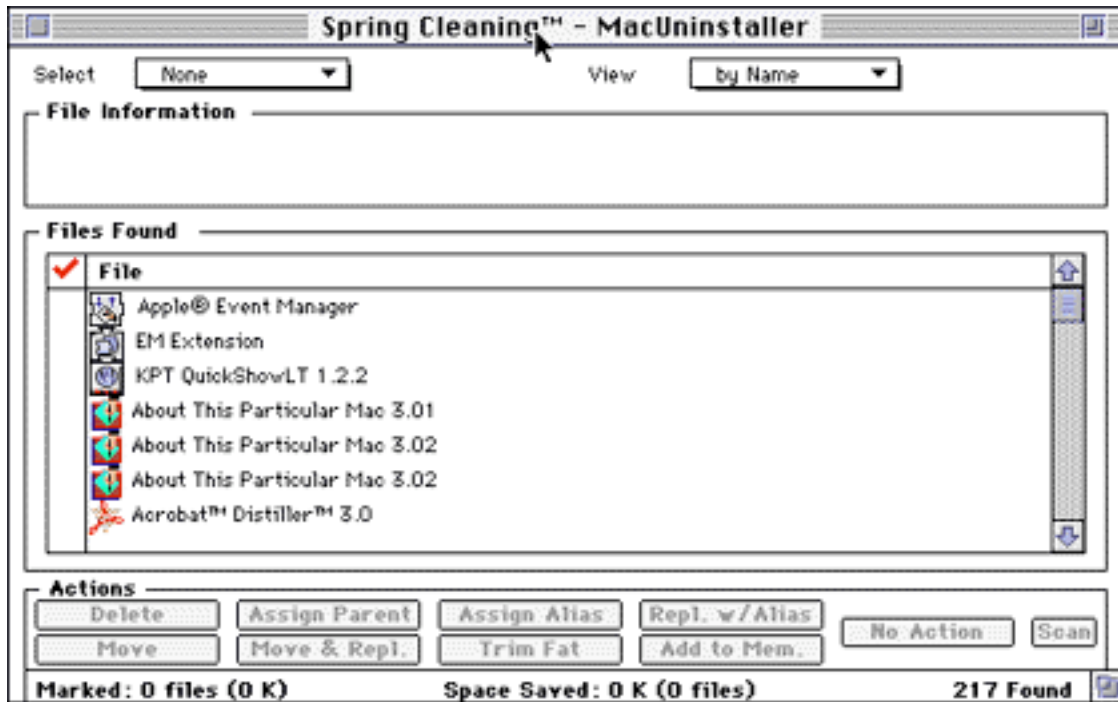 Spring Cleaning™ - MacUninstaller
Select None View by Name
File Information
Files Found
File
Apple® Event Manager
EM Extension
KPT QuickShowLT 1.2.2
About This Particular Mac 3.01
About This Particular Mac 3.02
About This Particular Mac 3.02
Acrobat™ Distiller™ 3.0
Actions
Delete Assign Parent Assign Alias Repl. w/Alias No Action Scan
Move Move & Repl. Trim Fat Add to Mem.
Marked: 0 files (0 K) Space Saved: 0 K (0 files) 217 Found